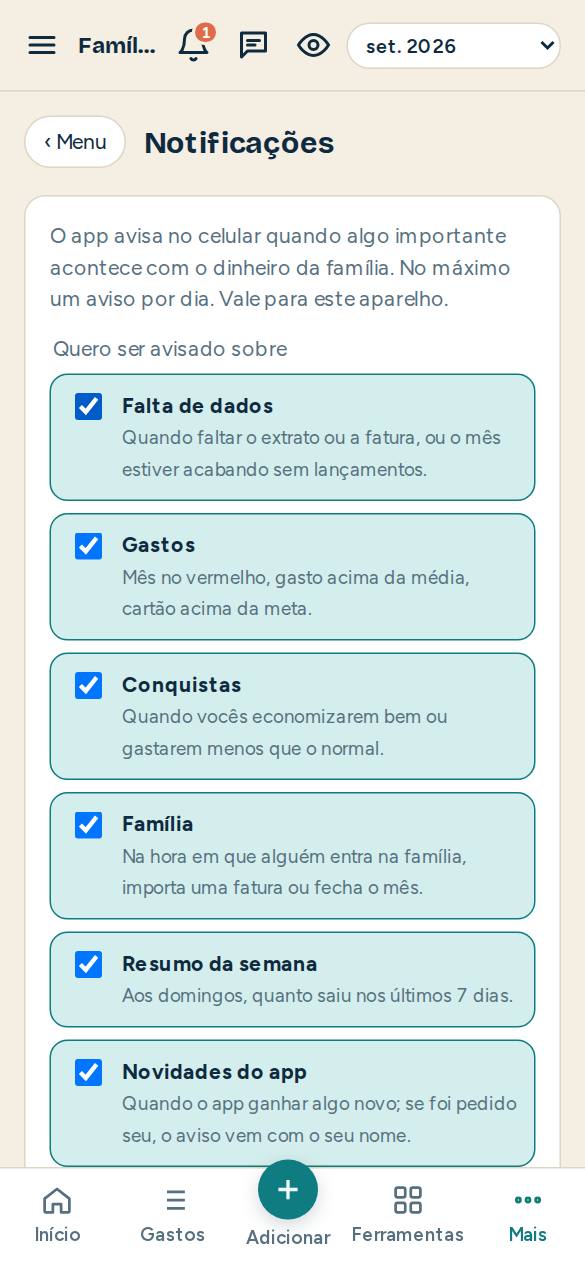 Famíl...
1
set. 2026
‹ Menu
Notificações
O app avisa no celular quando algo importante
acontece com o dinheiro da família. No máximo
um aviso por dia. Vale para este aparelho.
Quero ser avisado sobre
Falta de dados
Quando faltar o extrato ou a fatura, ou o mês
estiver acabando sem lançamentos.
Gastos
Mês no vermelho, gasto acima da média,
cartão acima da meta.
Conquistas
Quando vocês economizarem bem ou
gastarem menos que o normal.
Família
Na hora em que alguém entra na família,
importa uma fatura ou fecha o mês.
Resumo da semana
Aos domingos, quanto saiu nos últimos 7 dias.
Novidades do app
Quando o app ganhar algo novo; se foi pedido
seu, o aviso vem com o seu nome.
Início
Gastos
Adicionar
Ferramentas
Mais